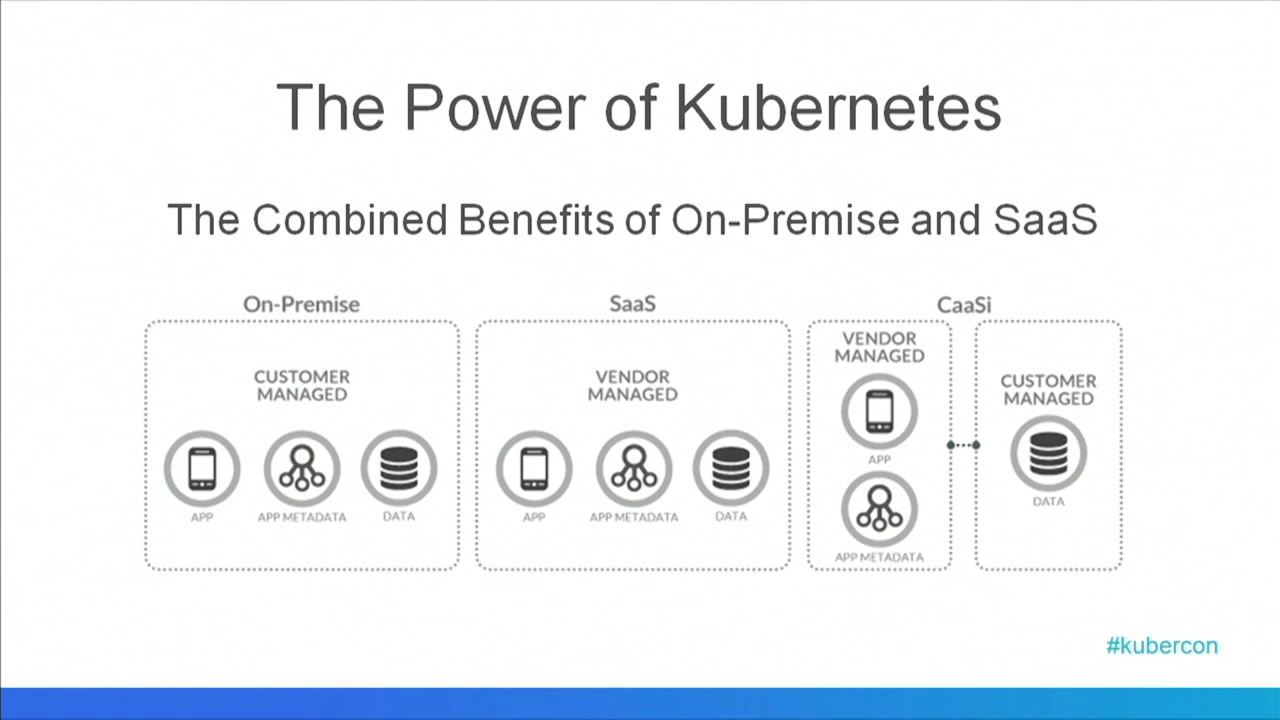 The Power of Kubernetes
The Combined Benefits of On-Premise and SaaS
On-Premise
CUSTOMER
MANAGED
APP
APP METADATA
DATA
SaaS
VENDOR
MANAGED
APP
APP METADATA
DATA
CaaSi
VENDOR
MANAGED
APP
APP METADATA
CUSTOMER
MANAGED
DATA
#kubercon